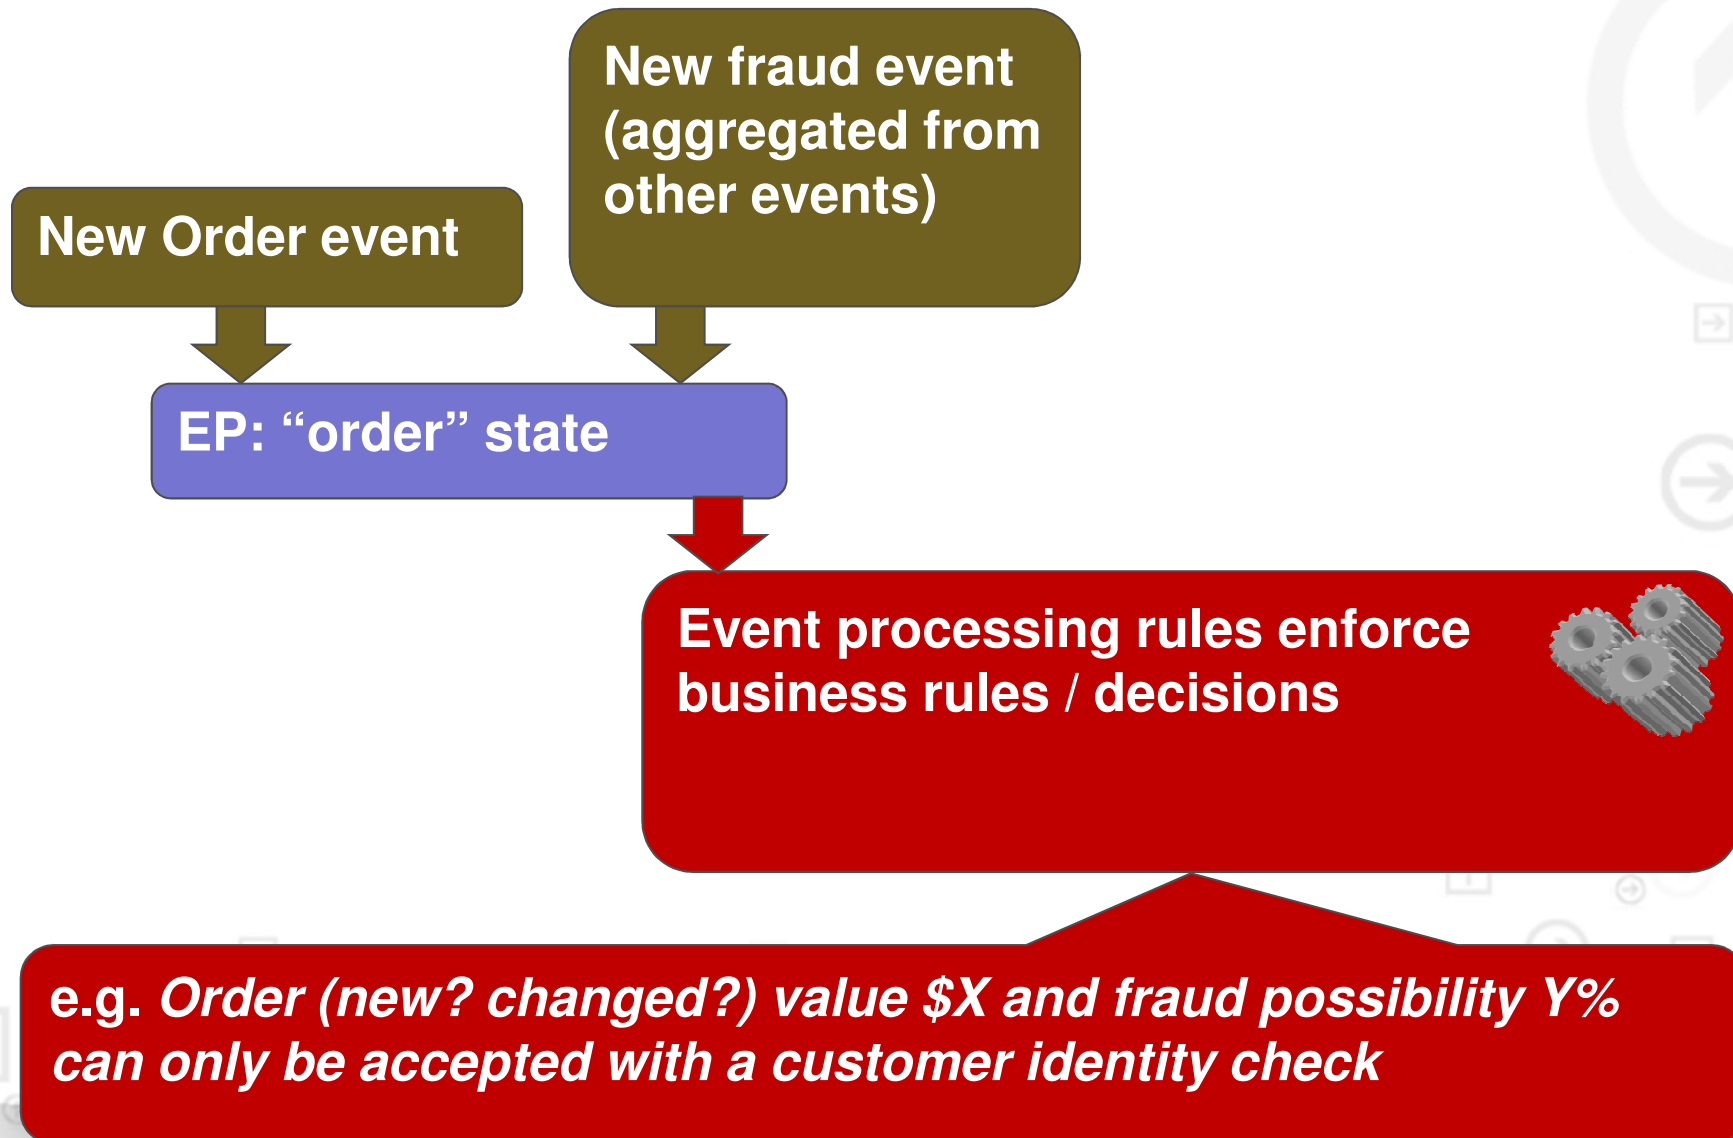 New fraud event
(aggregated from
other events)
New Order event
EP: “order” state
Event processing rules enforce
business rules / decisions
e.g. Order (new? changed?) value $X and fraud possibility Y%
can only be accepted with a customer identity check